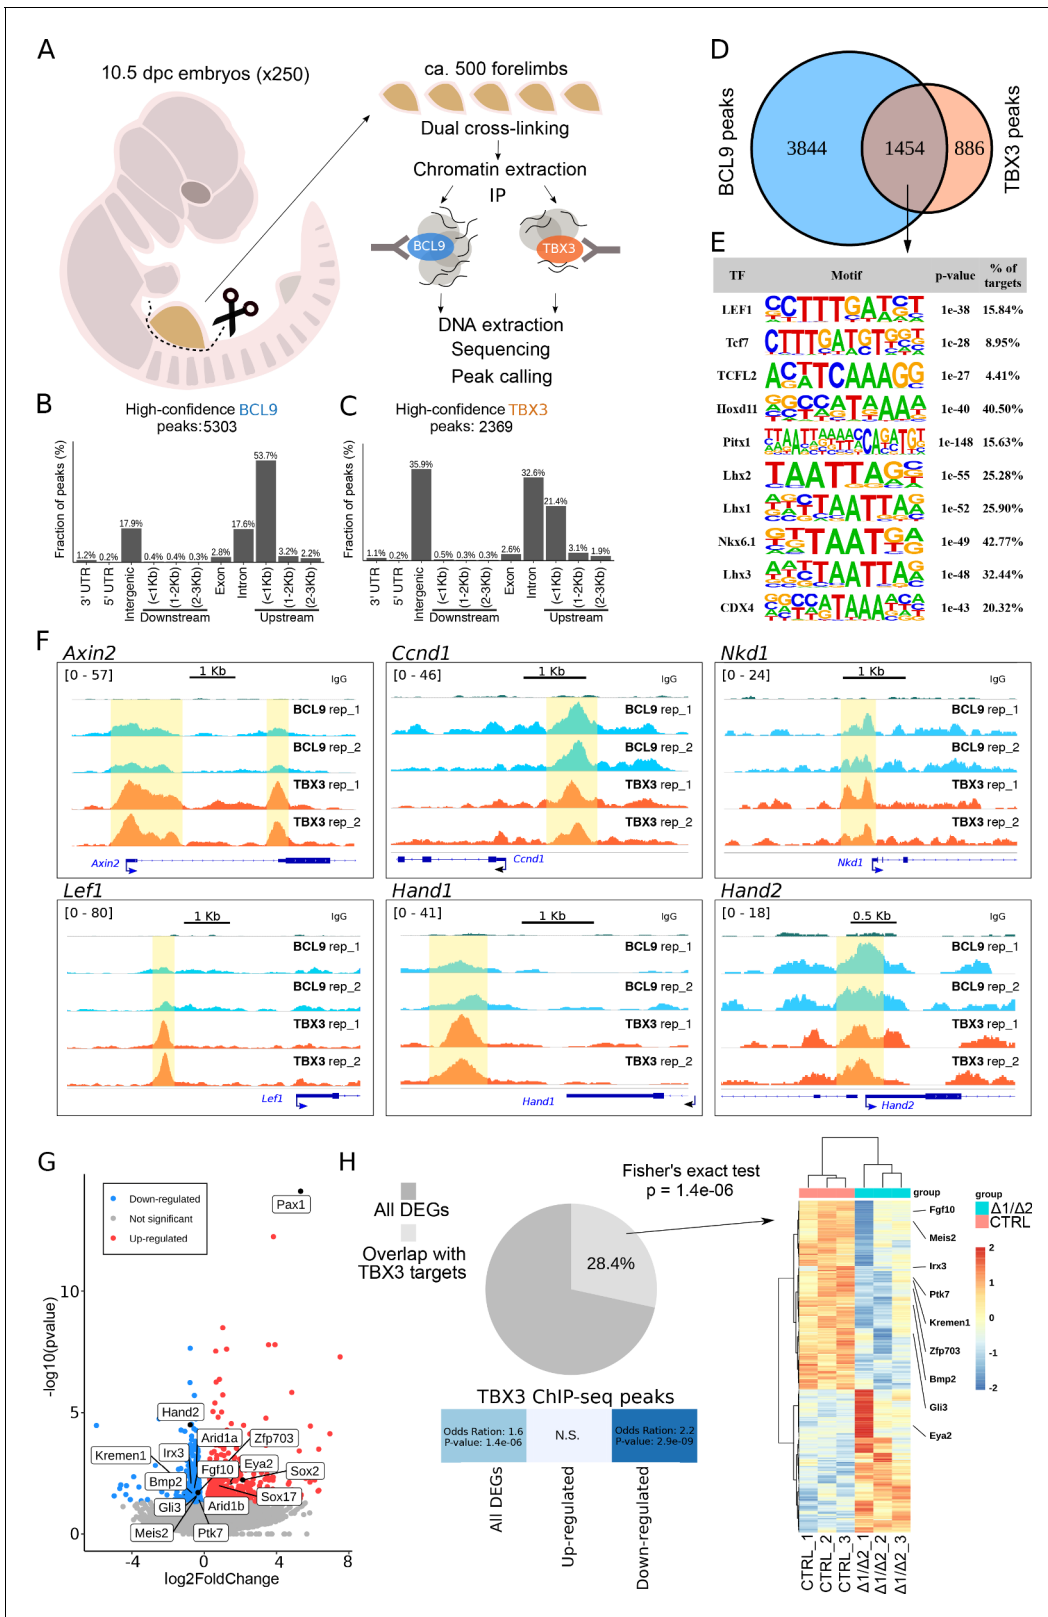 A
10.5 dpc embryos (x250)
ca. 500 forelimbs
Dual cross-linking
Chromatin extraction
IP
BCL9
TBX3
DNA extraction
Sequencing
Peak calling
B
High-confidence BCL9
peaks:5303
Fraction of peaks (%)
1.2%
0.2%
17.9%
0.4%
0.4%
0.3%
2.8%
17.6%
53.7%
3.2%
2.2%
3' UTR
5' UTR
Intergenic
(<1Kb)
(1-2Kb)
(2-3Kb)
Exon
Intron
(<1Kb)
(1-2Kb)
(2-3Kb)
Downstream
Upstream
C
High-confidence TBX3
peaks: 2369
Fraction of peaks (%)
1.1%
0.2%
35.9%
0.5%
0.3%
0.3%
2.6%
32.6%
21.4%
3.1%
1.9%
3' UTR
5' UTR
Intergenic
(<1Kb)
(1-2Kb)
(2-3Kb)
Exon
Intron
(<1Kb)
(1-2Kb)
(2-3Kb)
Downstream
Upstream
D
BCL9 peaks
3844
1454
886
TBX3 peaks
E
TF Motif p-value % of targets
LEF1 1e-38 15.84%
Tcf7 1e-28 8.95%
TCFL2 1e-27 4.41%
Hoxd11 1e-40 40.50%
Pitx1 1e-148 15.63%
Lhx2 1e-55 25.28%
Lhx1 1e-52 25.90%
Nkx6.1 1e-49 42.77%
Lhx3 1e-48 32.44%
CDX4 1e-43 20.32%
F
Axin2
[0 - 57]
1 Kb
IgG
BCL9 rep_1
BCL9 rep_2
TBX3 rep_1
TBX3 rep_2
Axin2
Ccnd1
[0 - 46]
1 Kb
IgG
BCL9 rep_1
BCL9 rep_2
TBX3 rep_1
TBX3 rep_2
Ccnd1
Nkd1
[0 - 24]
1 Kb
IgG
BCL9 rep_1
BCL9 rep_2
TBX3 rep_1
TBX3 rep_2
Nkd1
Lef1
[0 - 80]
1 Kb
IgG
BCL9 rep_1
BCL9 rep_2
TBX3 rep_1
TBX3 rep_2
Lef1
Hand1
[0 - 41]
1 Kb
IgG
BCL9 rep_1
BCL9 rep_2
TBX3 rep_1
TBX3 rep_2
Hand1
Hand2
[0 - 18]
0.5 Kb
IgG
BCL9 rep_1
BCL9 rep_2
TBX3 rep_1
TBX3 rep_2
Hand2
G
Down-regulated
Not significant
Up-regulated
Pax1
Hand2
Arid1a
Zfp703
Kremen1
Irx3
Eya2
Fgf10
Sox2
Bmp2
Sox17
Gli3
Arid1b
Meis2
Ptk7
-log10(pvalue)
10
5
0
-4
0
4
8
log2FoldChange
H
All DEGs
Overlap with
TBX3 targets
Fisher's exact test
p = 1.4e-06
28.4%
TBX3 ChIP-seq peaks
Odds Ration: 1.6
P-value: 1.4e-06
N.S.
Odds Ration: 2.2
P-value: 2.9e-09
All DEGs
Up-regulated
Down-regulated
group
Fgf10
Meis2
Irx3
Ptk7
Kremen1
Zfp703
Bmp2
Gli3
Eya2
group
Δ1/Δ2
CTRL
2
1
0
-1
-2
CTRL_1
CTRL_2
CTRL_3
Δ1/Δ2_1
Δ1/Δ2_2
Δ1/Δ2_3